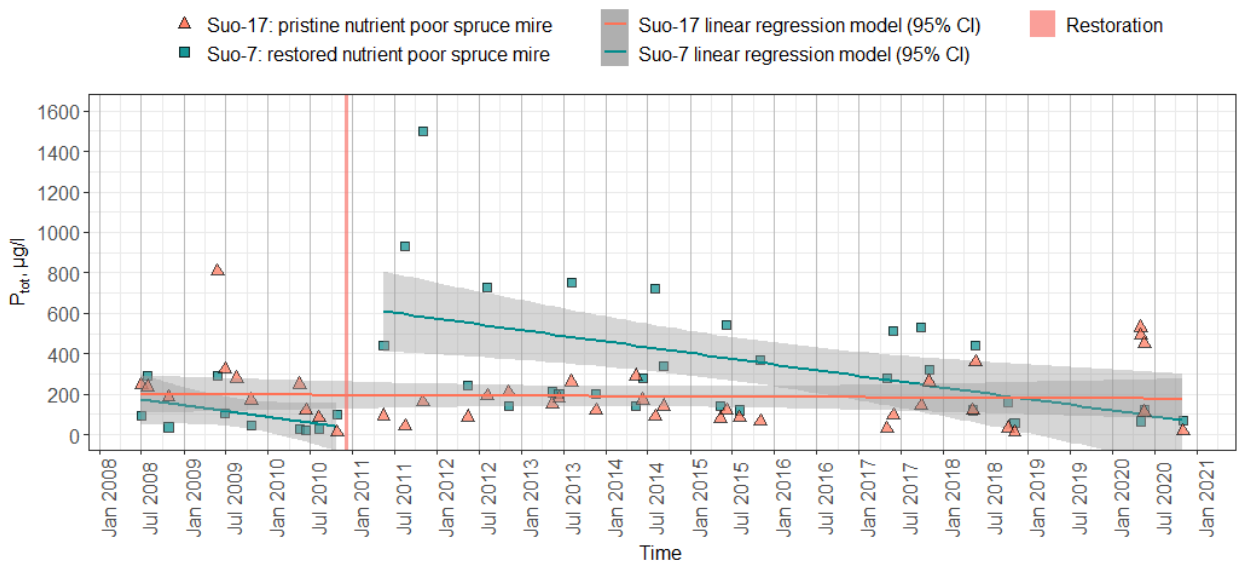 Suo-17: pristine nutrient poor spruce mire
Suo-17 linear regression model (95% CI)
Restoration
Suo-7: restored nutrient poor spruce mire
Suo-7 linear regression model (95% CI)
P_tot, µg/l
1600
1400
1200
1000
800
600
400
200
0
Jan 2008
Jul 2008
Jan 2009
Jul 2009
Jan 2010
Jul 2010
Jan 2011
Jul 2011
Jan 2012
Jul 2012
Jan 2013
Jul 2013
Jan 2014
Jul 2014
Jan 2015
Jul 2015
Jan 2016
Jul 2016
Jan 2017
Jul 2017
Jan 2018
Jul 2018
Jan 2019
Jul 2019
Jan 2020
Jul 2020
Jan 2021
Time